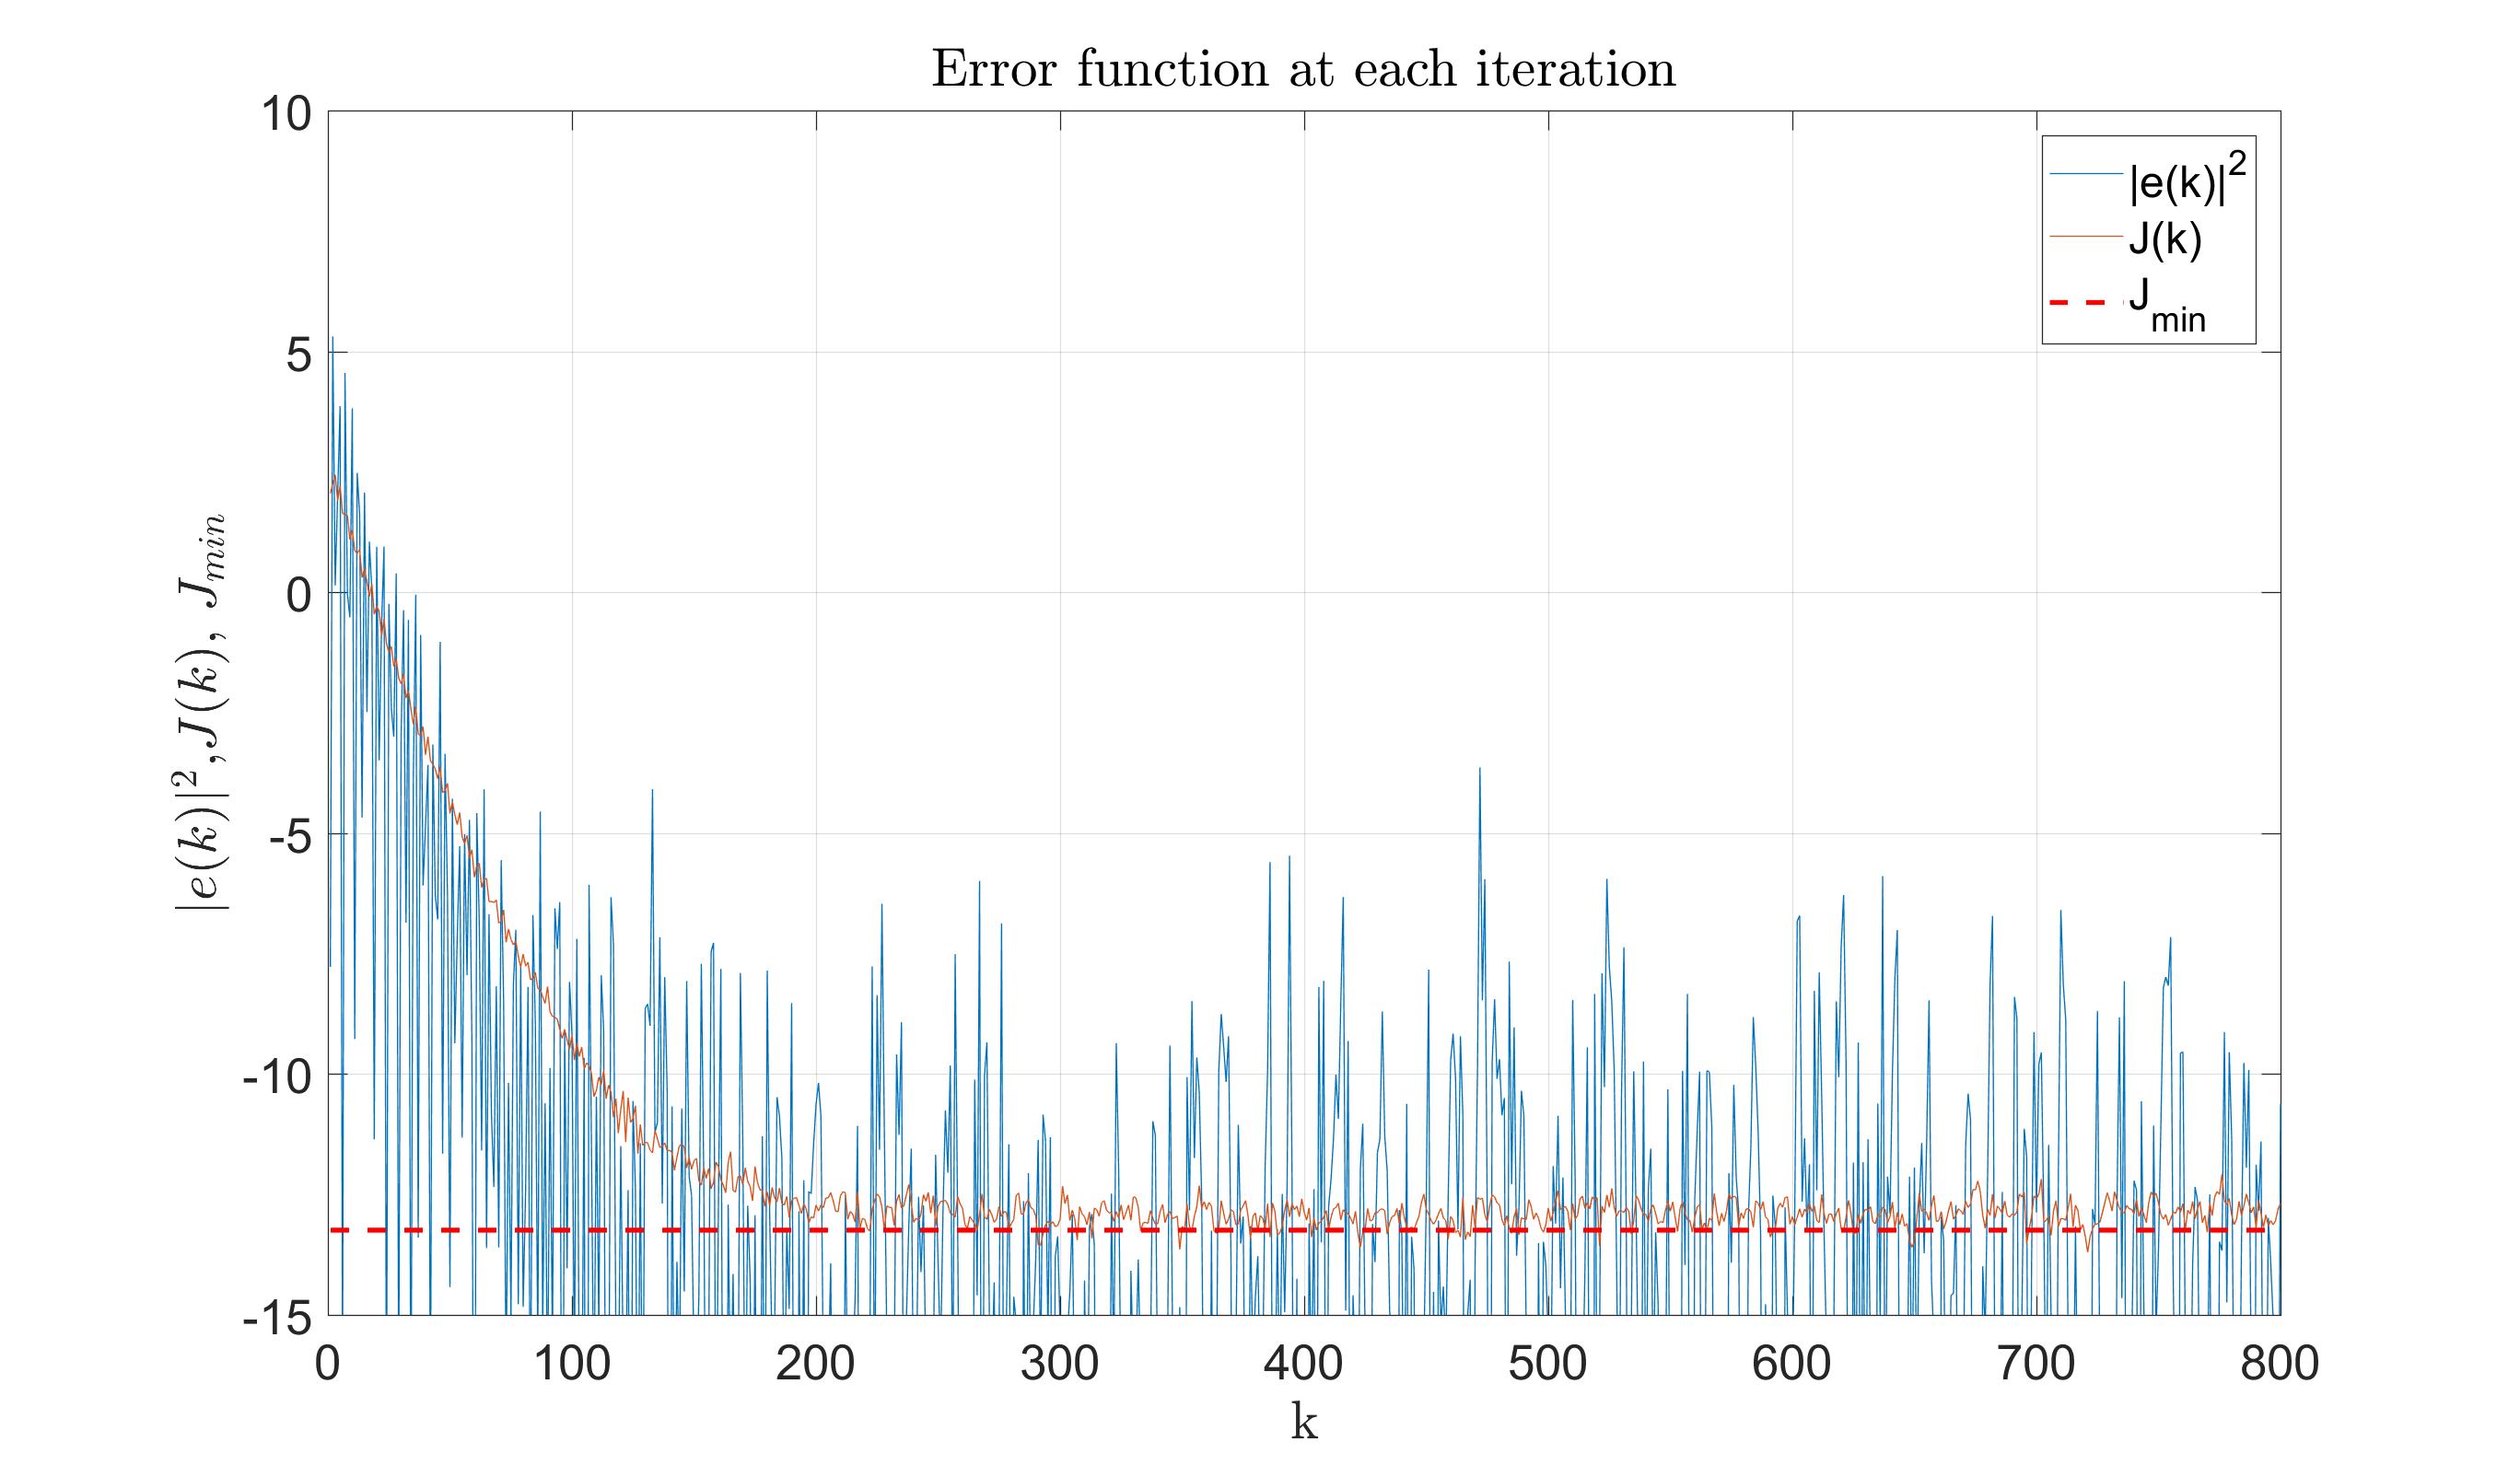 Error function at each iteration
10
5
0
-5
-10
-15
|e(k)|², J(k), J_min
|e(k)|²
J(k)
J_min
0 100 200 300 400 500 600 700 800
k